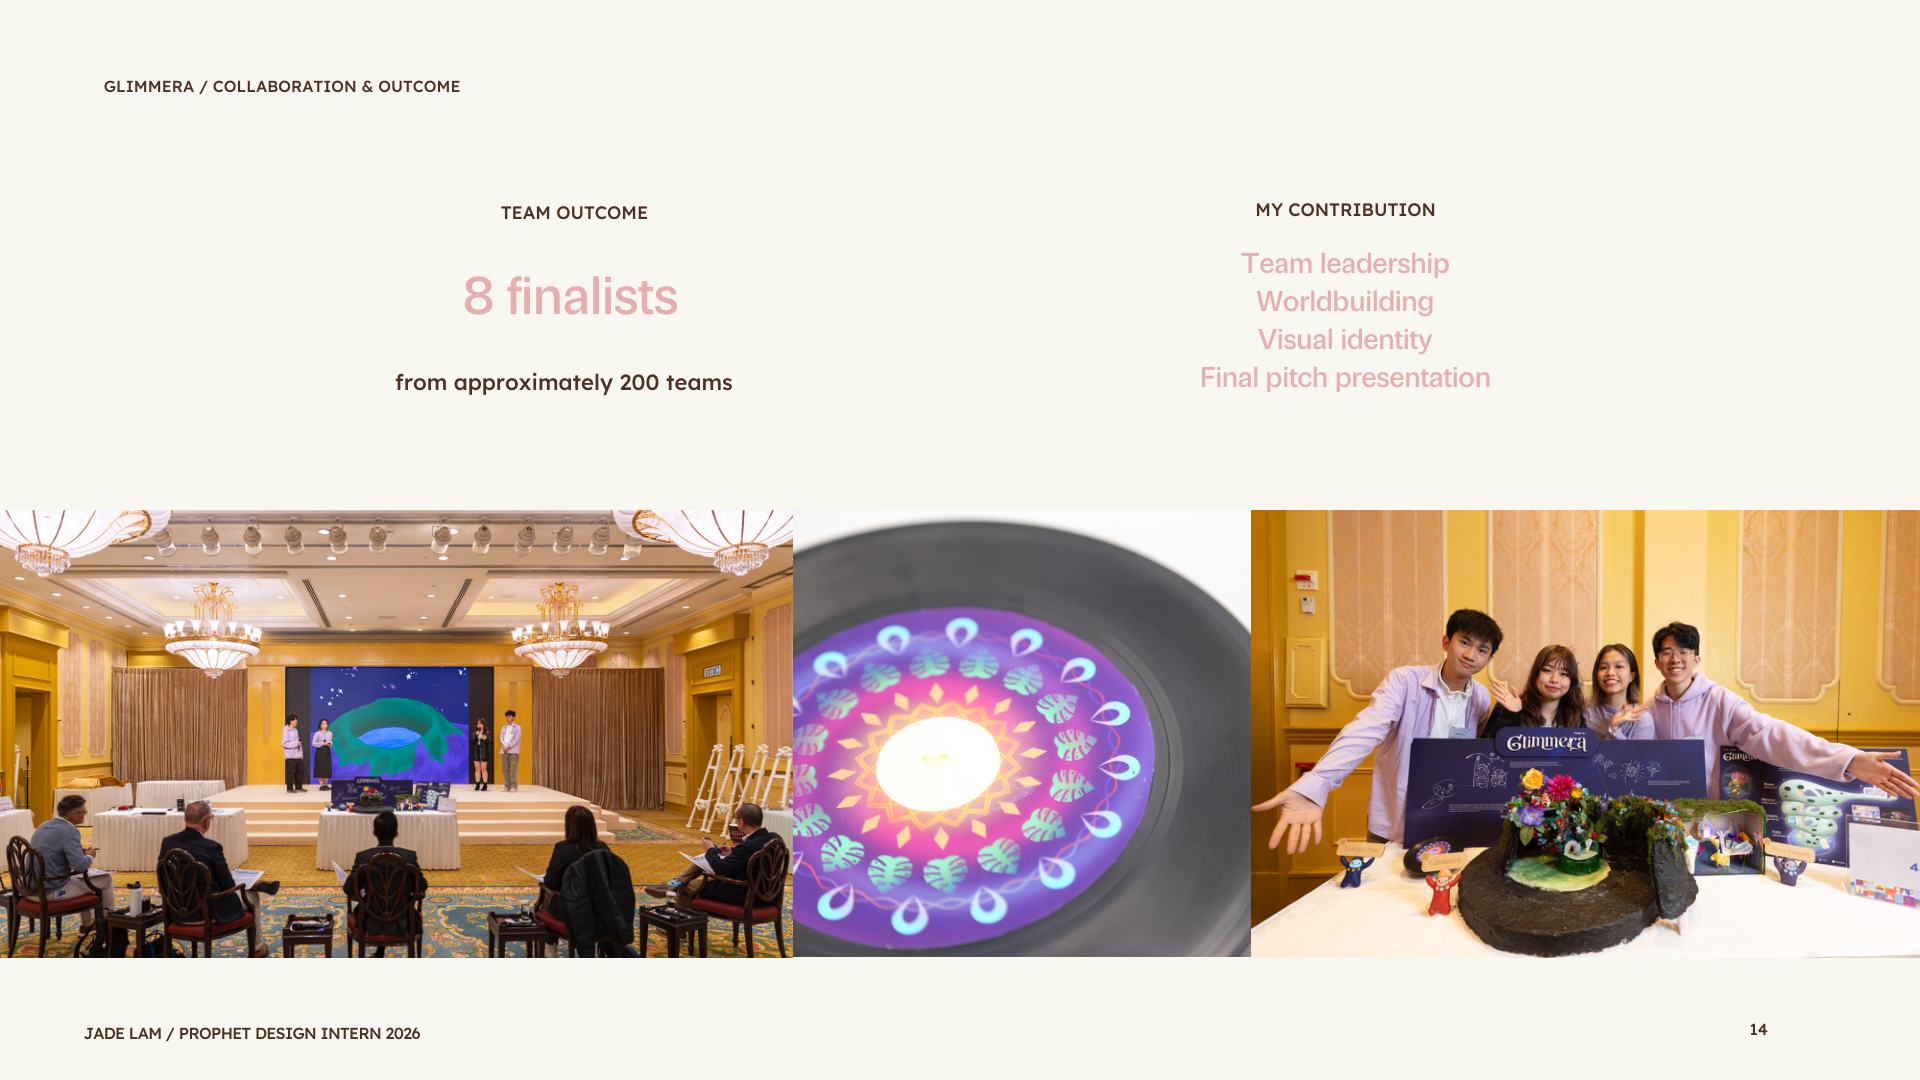 GLIMMERA / COLLABORATION & OUTCOME
TEAM OUTCOME
8 finalists
from approximately 200 teams
MY CONTRIBUTION
Team leadership
Worldbuilding
Visual identity
Final pitch presentation
Glimmera
Glimmera
JADE LAM / PROPHET DESIGN INTERN 2026
14